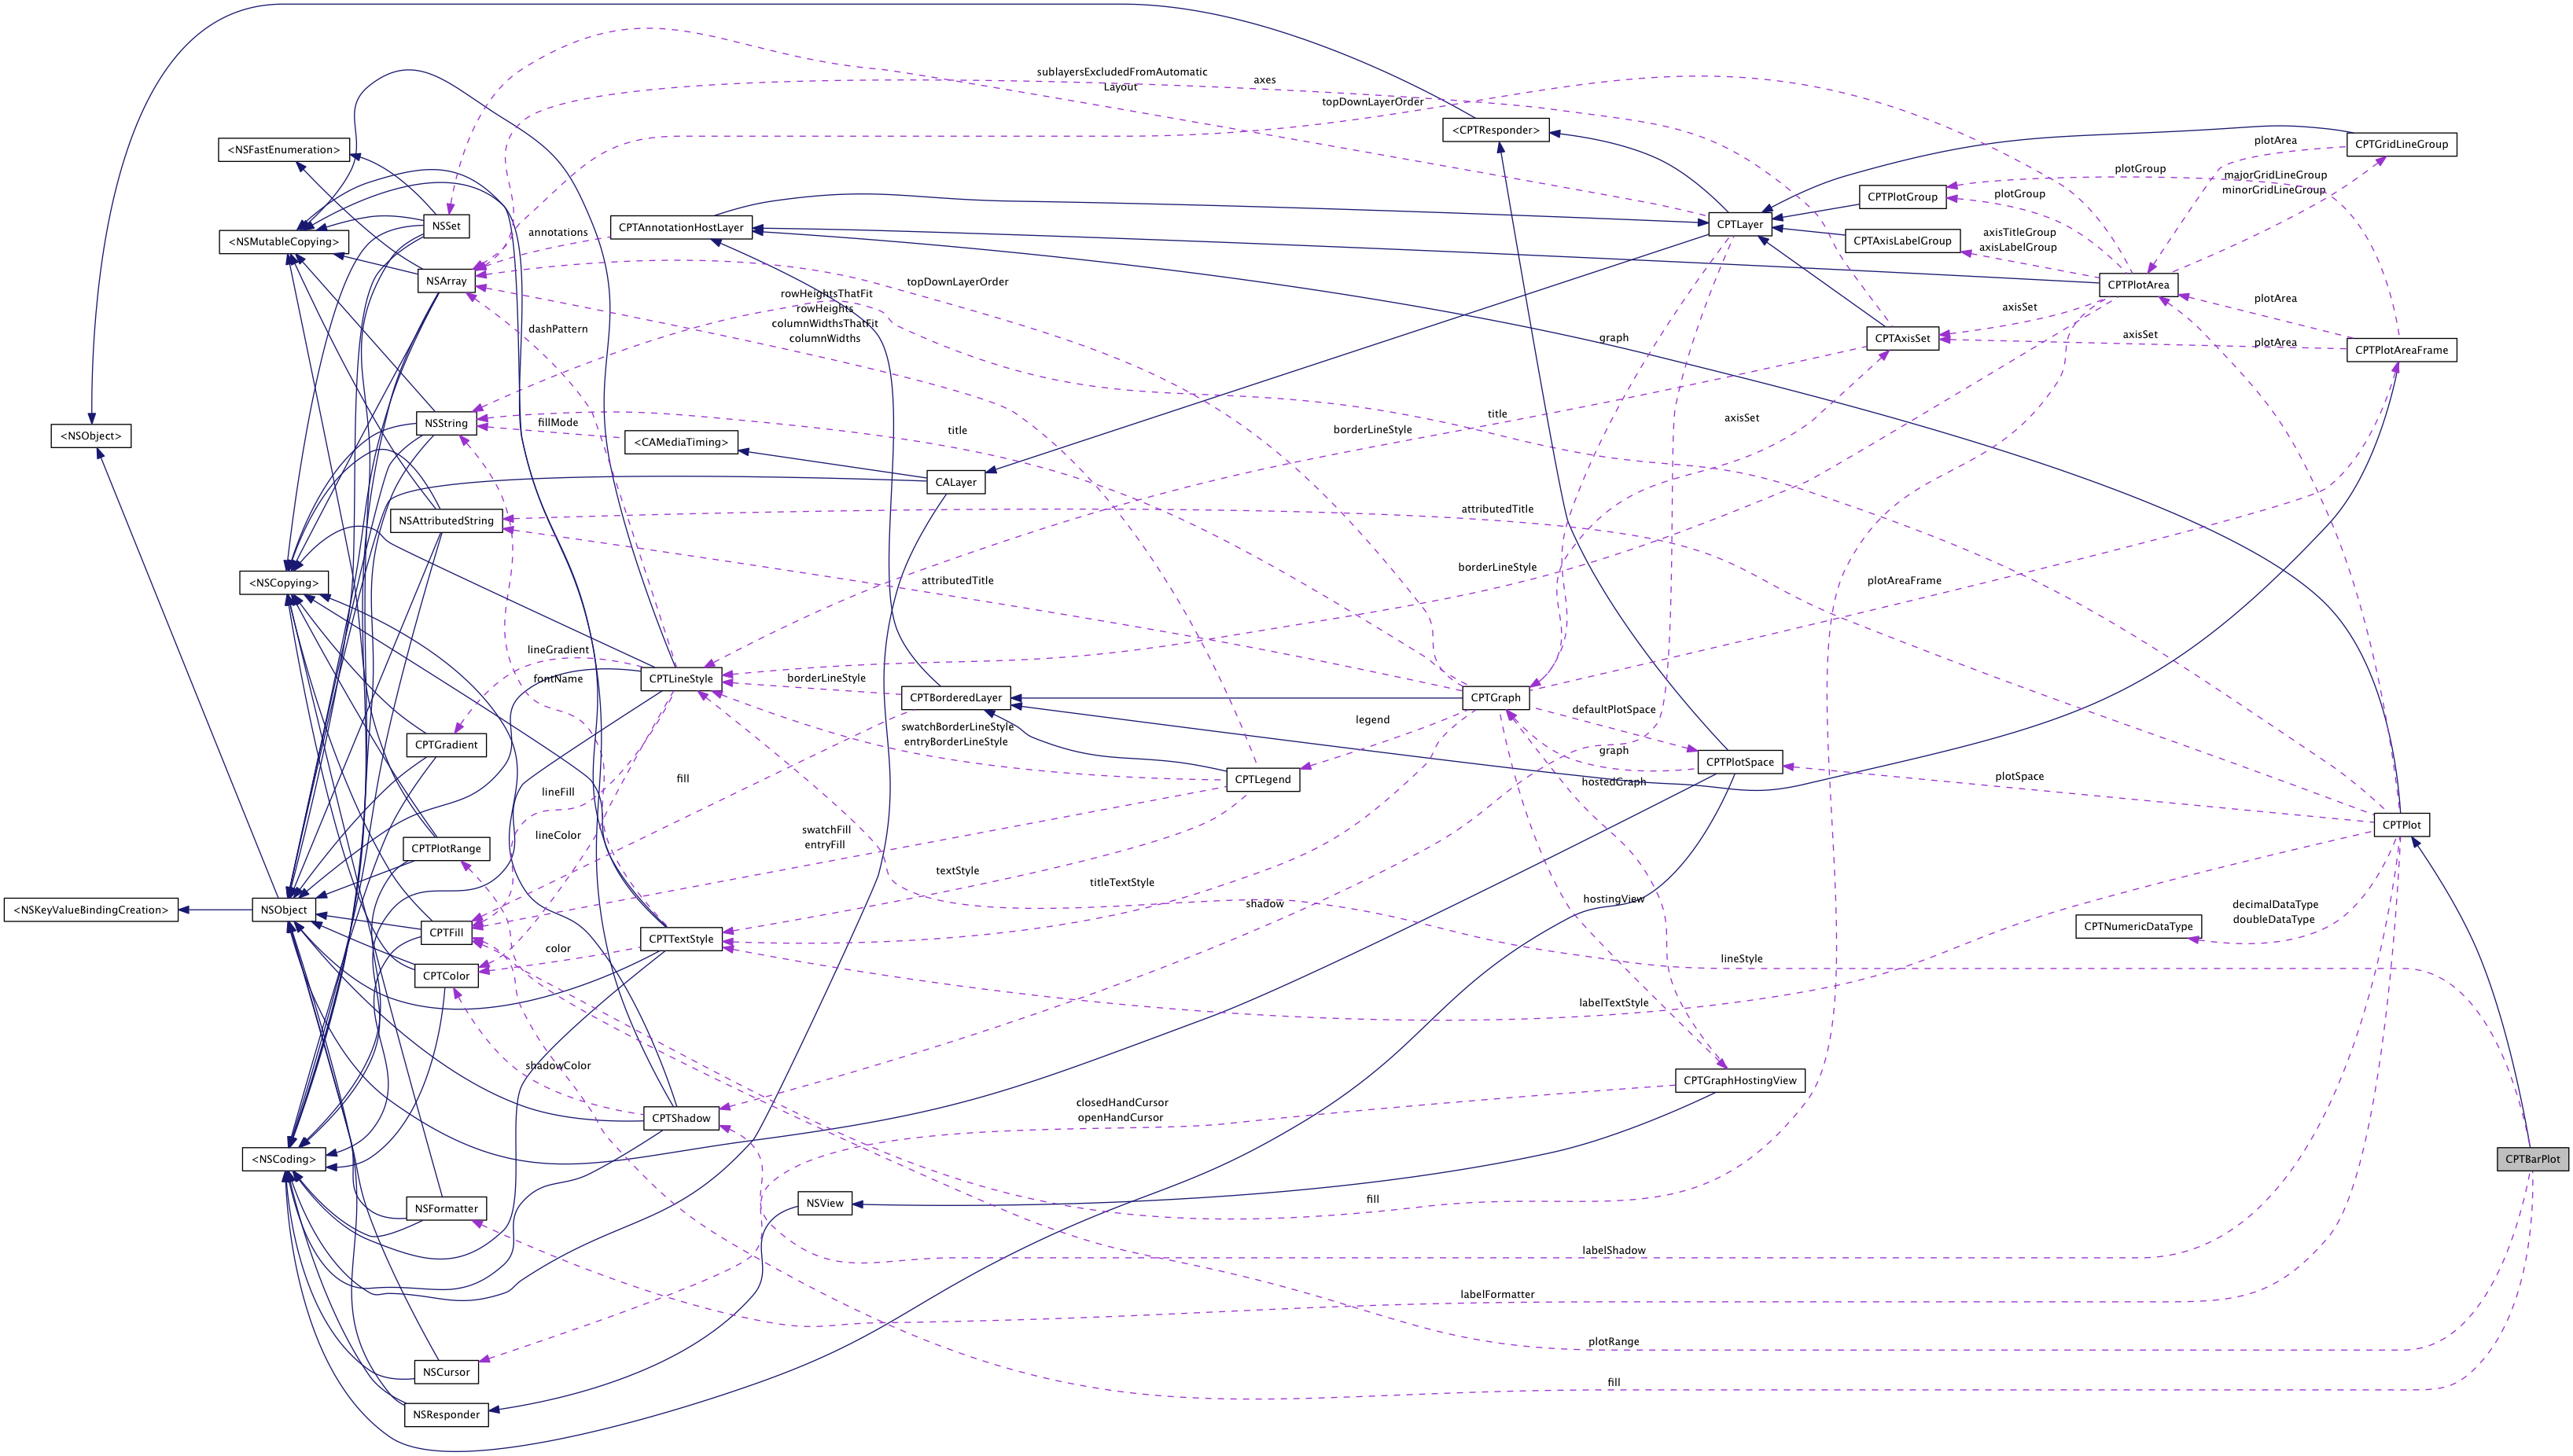 sublayersExcludedFromAutomatic
Layout
axes
topDownLayerOrder
<CPTResponder>
<NSFastEnumeration>
plotArea
CPTGridLineGroup
plotGroup
majorGridLineGroup
minorGridLineGroup
plotGroup
CPTPlotGroup
NSSet
CPTAnnotationHostLayer
CPTLayer
annotations
<NSMutableCopying>
axisTitleGroup
axisLabelGroup
CPTAxisLabelGroup
NSArray
topDownLayerOrder
CPTPlotArea
rowHeightsThatFit
rowHeights
columnWidthsThatFit
columnWidths
dashPattern
graph
axisSet
plotArea
CPTAxisSet
axisSet
plotArea
CPTPlotAreaFrame
NSString
fillMode
title
borderLineStyle
title
axisSet
<NSObject>
<CAMediaTiming>
CALayer
NSAttributedString
attributedTitle
<NSCopying>
attributedTitle
borderLineStyle
plotAreaFrame
lineGradient
fontName
CPTLineStyle
borderLineStyle
CPTBorderedLayer
CPTGraph
defaultPlotSpace
legend
swatchBorderLineStyle
entryBorderLineStyle
CPTGradient
graph
CPTPlotSpace
fill
CPTLegend
hostedGraph
plotSpace
lineFill
swatchFill
entryFill
lineColor
CPTPlot
CPTPlotRange
textStyle
titleTextStyle
shadow
hostingView
decimalDataType
doubleDataType
<NSKeyValueBindingCreation>
NSObject
CPTFill
CPTTextStyle
color
CPTNumericDataType
lineStyle
CPTColor
labelTextStyle
shadowColor
CPTGraphHostingView
closedHandCursor
openHandCursor
CPTShadow
<NSCoding>
CPTBarPlot
NSFormatter
NSView
fill
labelShadow
labelFormatter
plotRange
NSCursor
fill
NSResponder